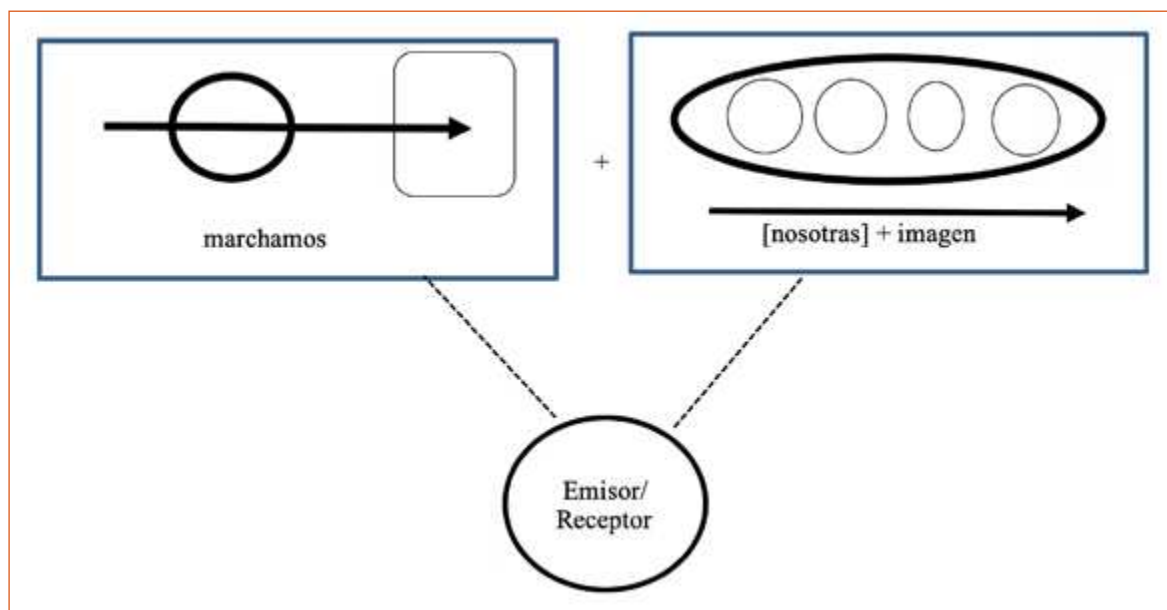 marchamos
+
[nosotras] + imagen
Emisor/
Receptor